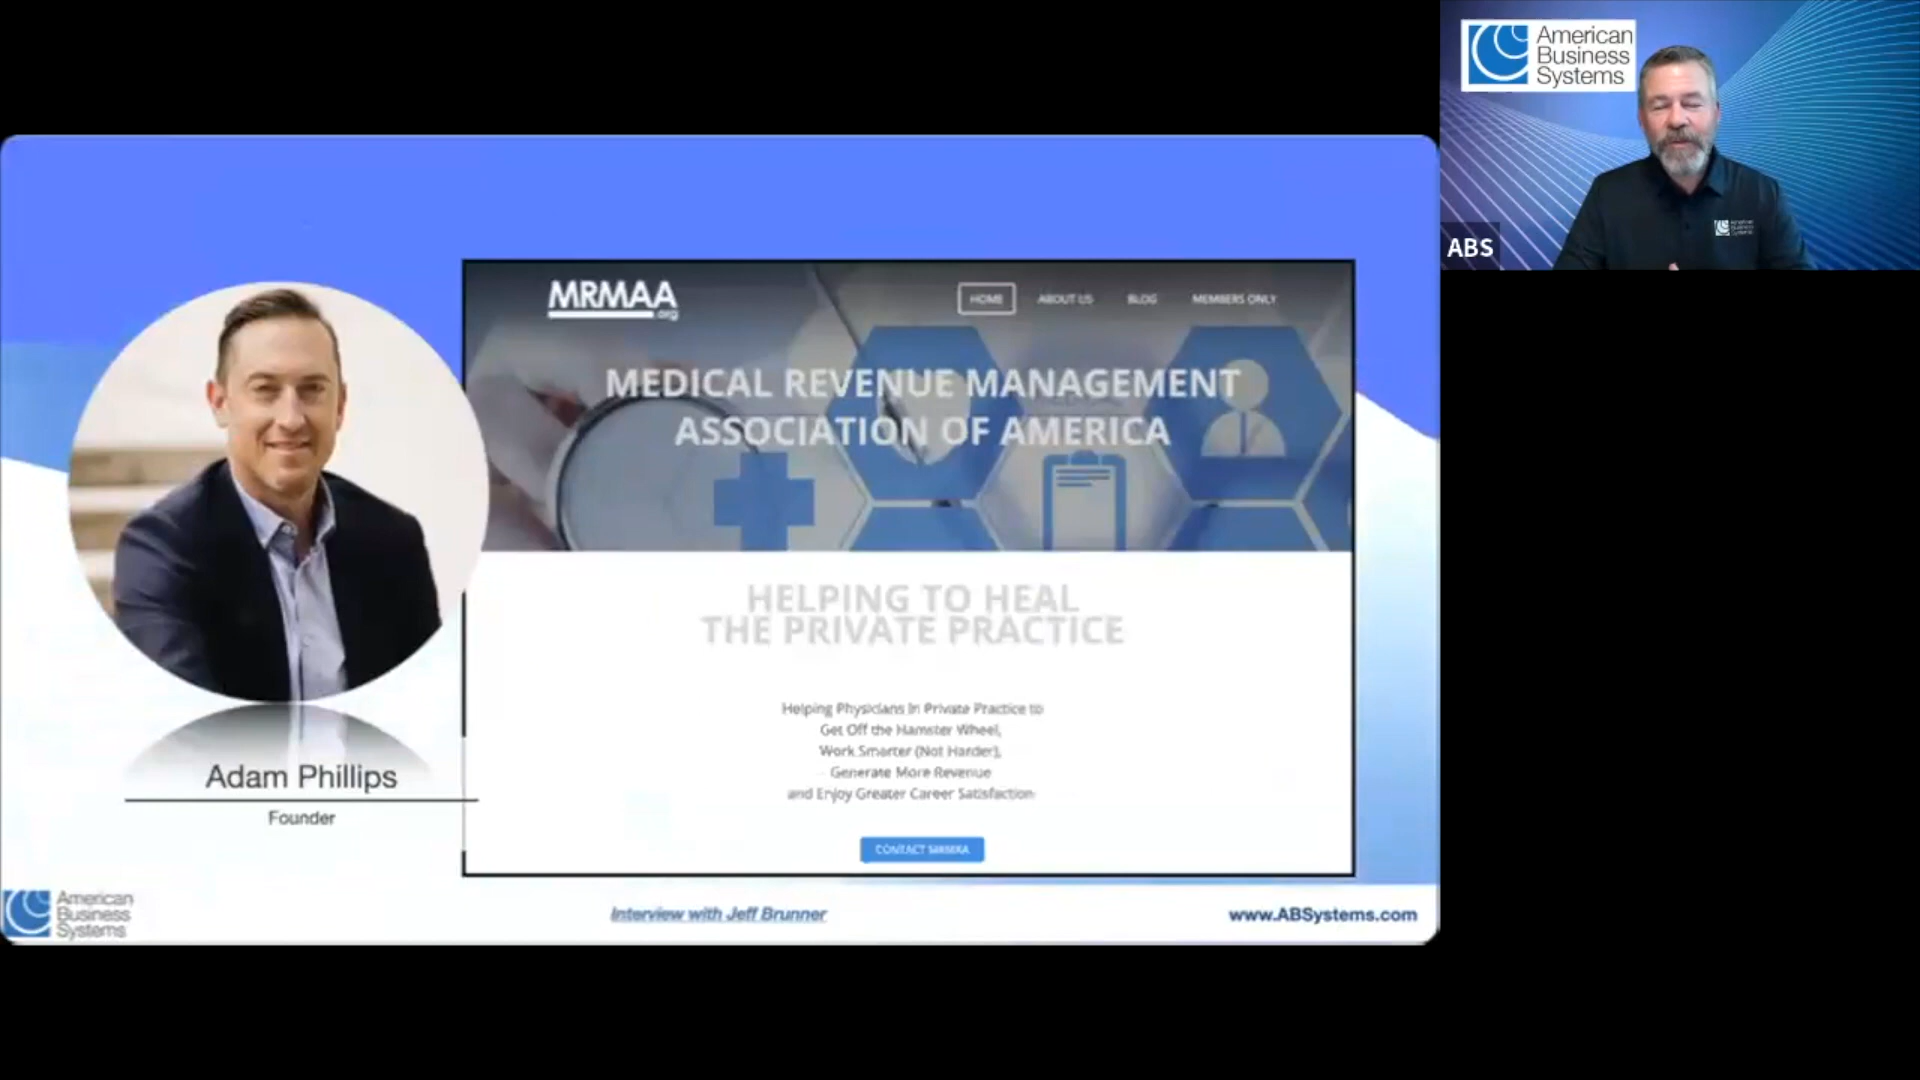 American
Business
Systems
ABS
MRMAA
.org
HOME
ABOUT US
BLOG
MEMBERS ONLY
MEDICAL REVENUE MANAGEMENT
ASSOCIATION OF AMERICA
HELPING TO HEAL
THE PRIVATE PRACTICE
Helping Physicians In Private Practice to
Get Off the Hamster Wheel,
Work Smarter (Not Harder),
Generate More Revenue
and Enjoy Greater Career Satisfaction
CONTACT MRMAA
Adam Phillips
Founder
American
Business
Systems
Interview with Jeff Brunner
www.ABSystems.com